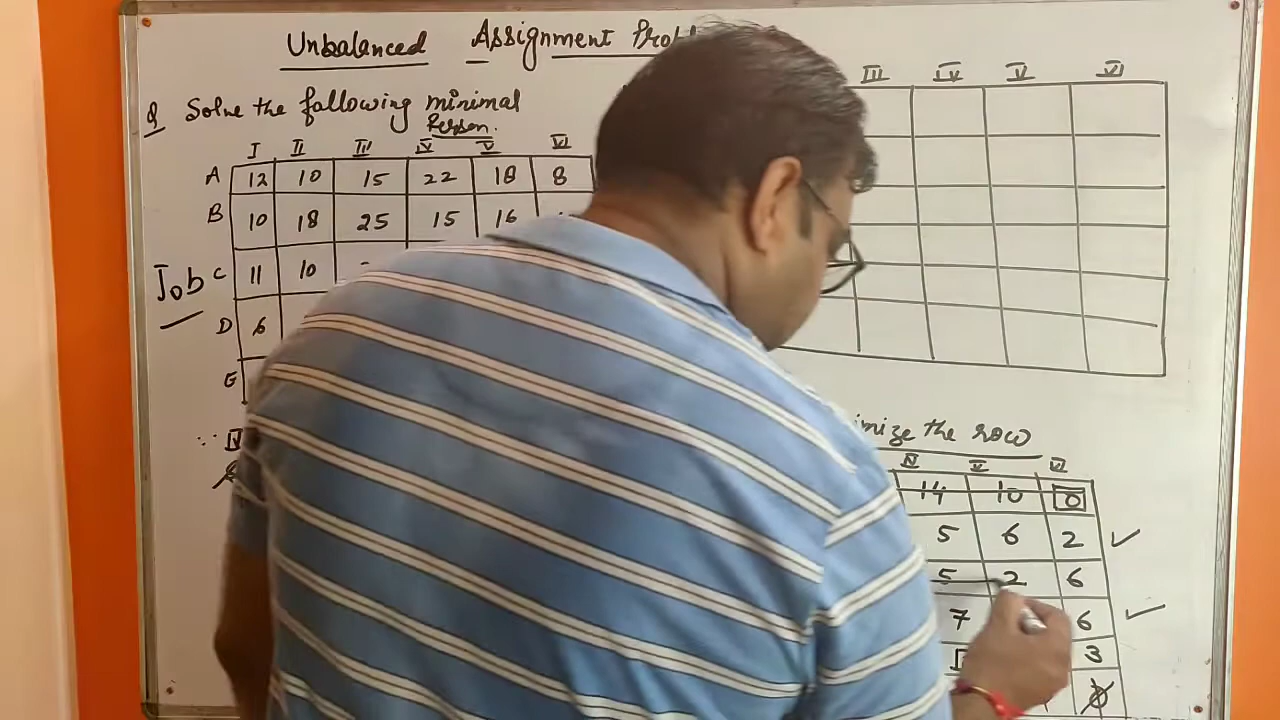 Unbalanced Assignment
Q Solve the following minimal
Person.
I II III IV V VI
A 12 10 15 22 18 8
B 10 18 25 15 16
Job C 11 10
D 6
E
III IV V VI
the row
IV V VI
14 10 0
5 6 2 ✓
5 2 6
7 6 ✓
3